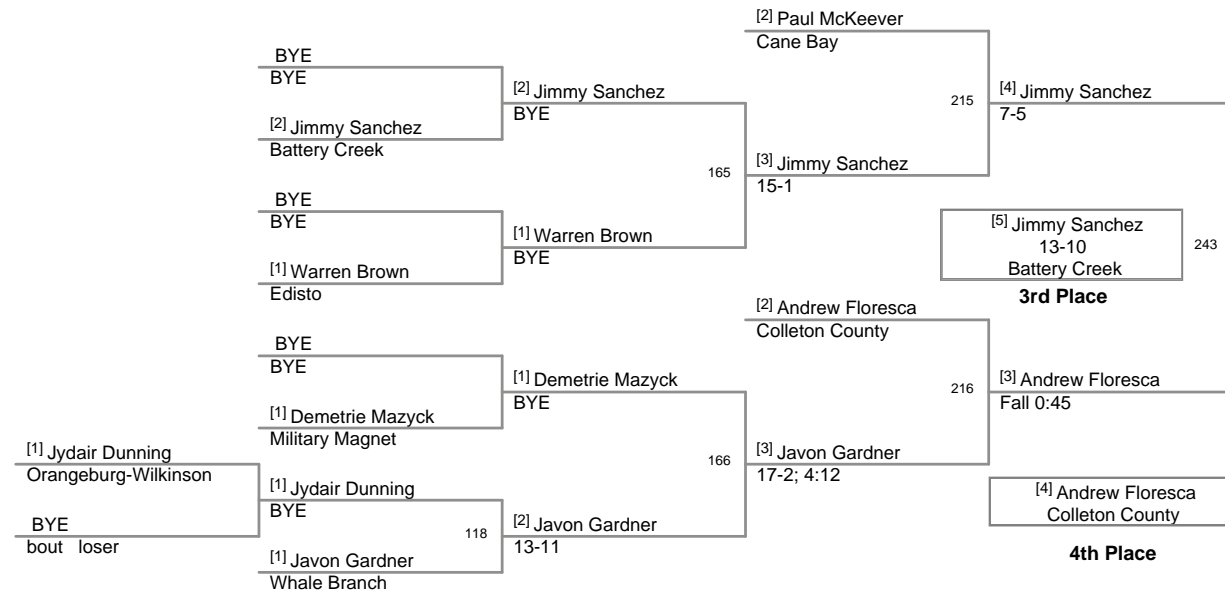 [2] Paul McKeever
Cane Bay
BYE
BYE
[2] Jimmy Sanchez
BYE
215
[4] Jimmy Sanchez
7-5
[2] Jimmy Sanchez
Battery Creek
165
[3] Jimmy Sanchez
15-1
BYE
BYE
[1] Warren Brown
BYE
[5] Jimmy Sanchez
13-10
Battery Creek
243
3rd Place
[1] Warren Brown
Edisto
[2] Andrew Floresca
Colleton County
BYE
BYE
[1] Demetrie Mazyck
BYE
216
[3] Andrew Floresca
Fall 0:45
[1] Demetrie Mazyck
Military Magnet
[1] Jydair Dunning
Orangeburg-Wilkinson
166
[3] Javon Gardner
17-2; 4:12
[1] Jydair Dunning
BYE
[4] Andrew Floresca
Colleton County
BYE
bout loser
118
[2] Javon Gardner
13-11
4th Place
[1] Javon Gardner
Whale Branch